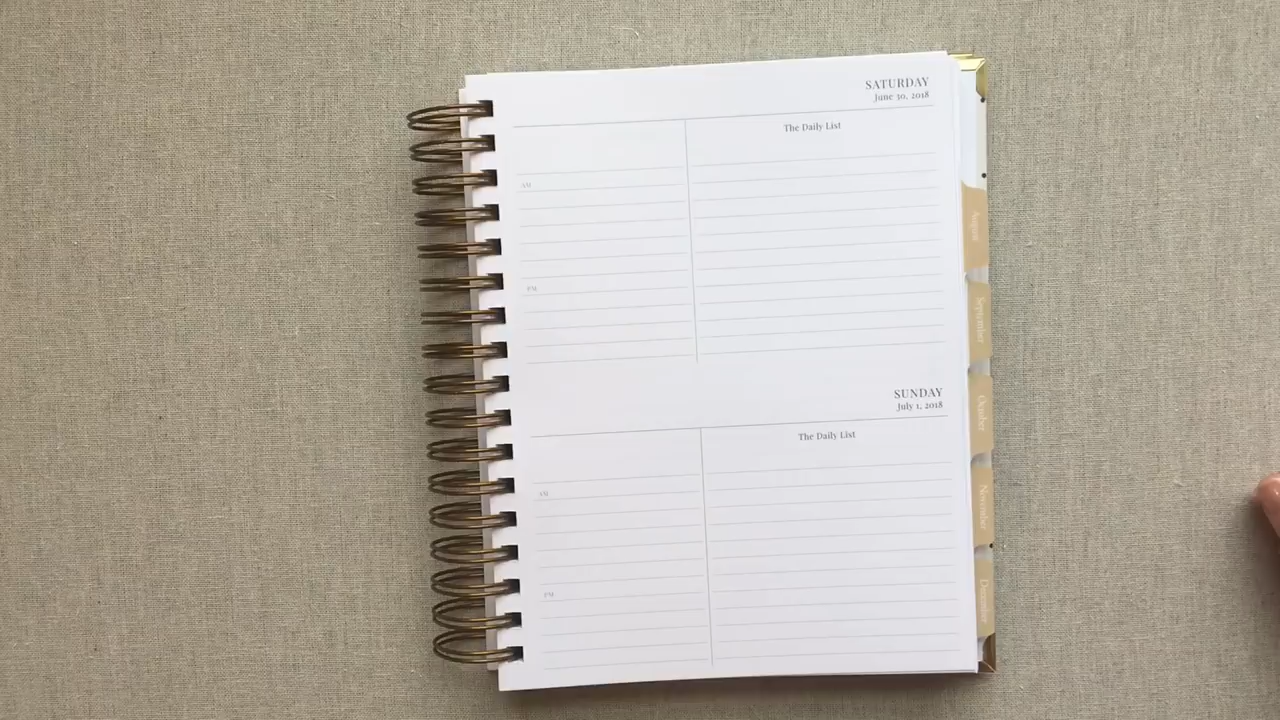 SATURDAY
June 30, 2018
The Daily List
AM
PM
SUNDAY
July 1, 2018
The Daily List
AM
PM
August
September
October
November
December